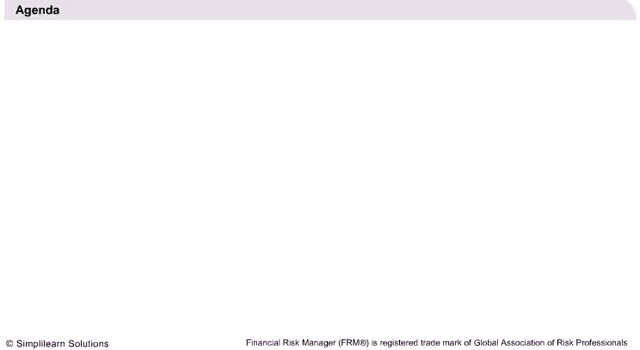 Agenda
© Simplilearn Solutions
Financial Risk Manager (FRM®) is registered trade mark of Global Association of Risk Professionals